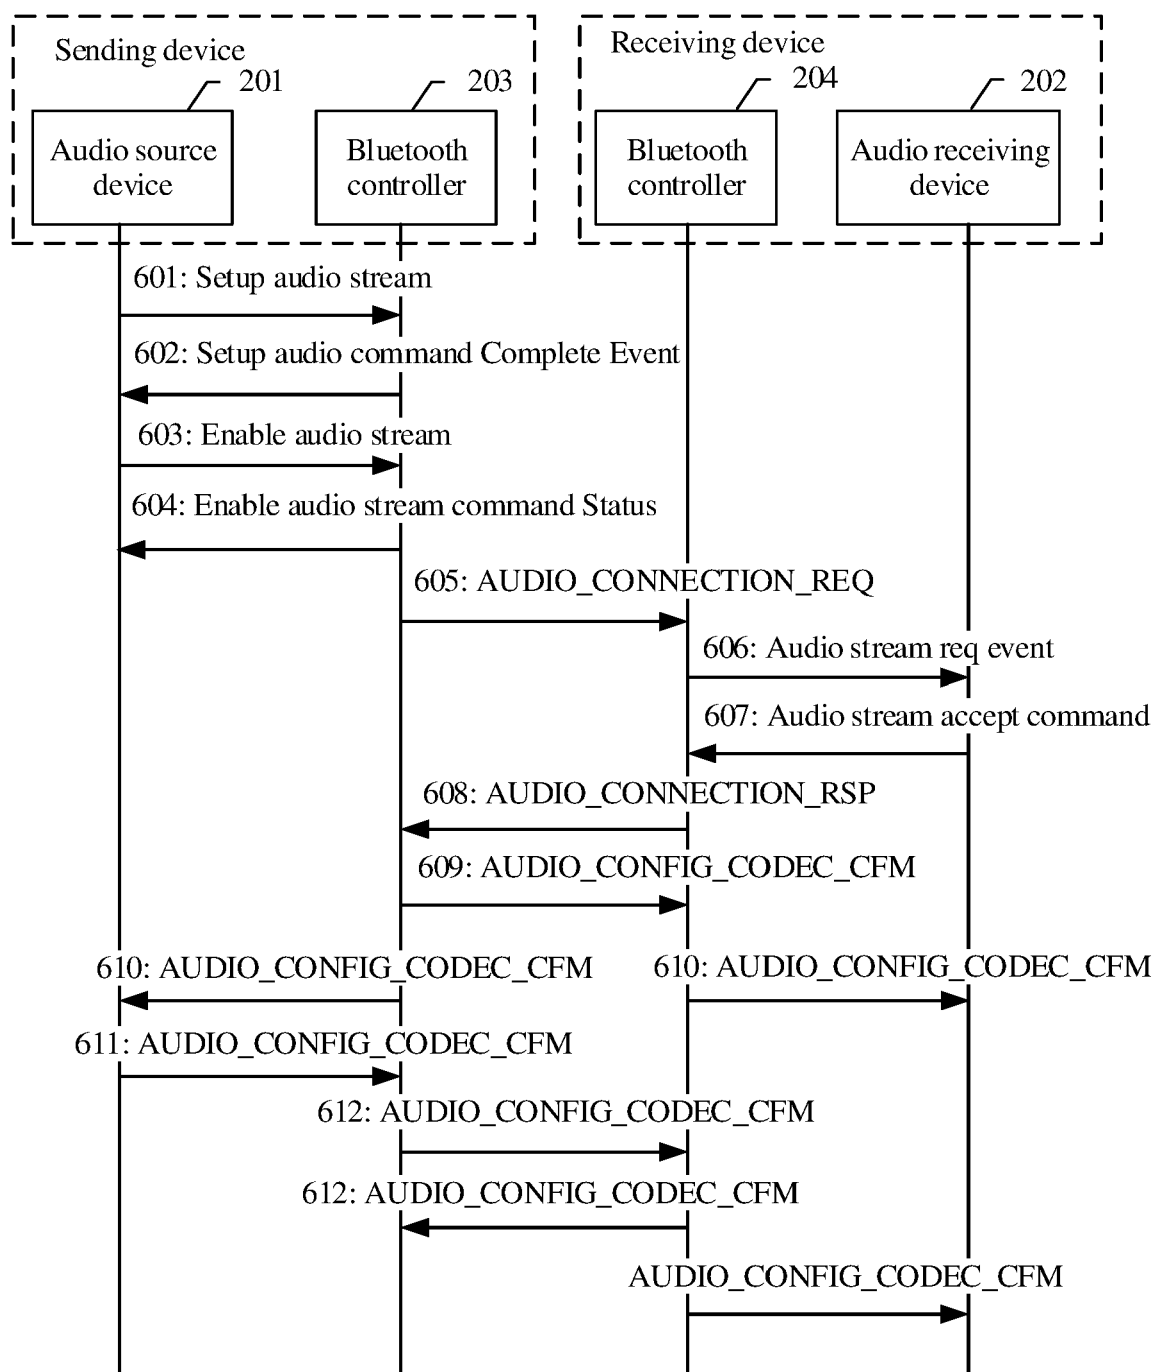 Sending device
Receiving device
201
203
204
202
Audio source
device
Bluetooth
controller
Bluetooth
controller
Audio receiving
device
601: Setup audio stream
602: Setup audio command Complete Event
603: Enable audio stream
604: Enable audio stream command Status
605: AUDIO_CONNECTION_REQ
606: Audio stream req event
607: Audio stream accept command
608: AUDIO_CONNECTION_RSP
609: AUDIO_CONFIG_CODEC_CFM
610: AUDIO_CONFIG_CODEC_CFM
610: AUDIO_CONFIG_CODEC_CFM
611: AUDIO_CONFIG_CODEC_CFM
612: AUDIO_CONFIG_CODEC_CFM
612: AUDIO_CONFIG_CODEC_CFM
AUDIO_CONFIG_CODEC_CFM